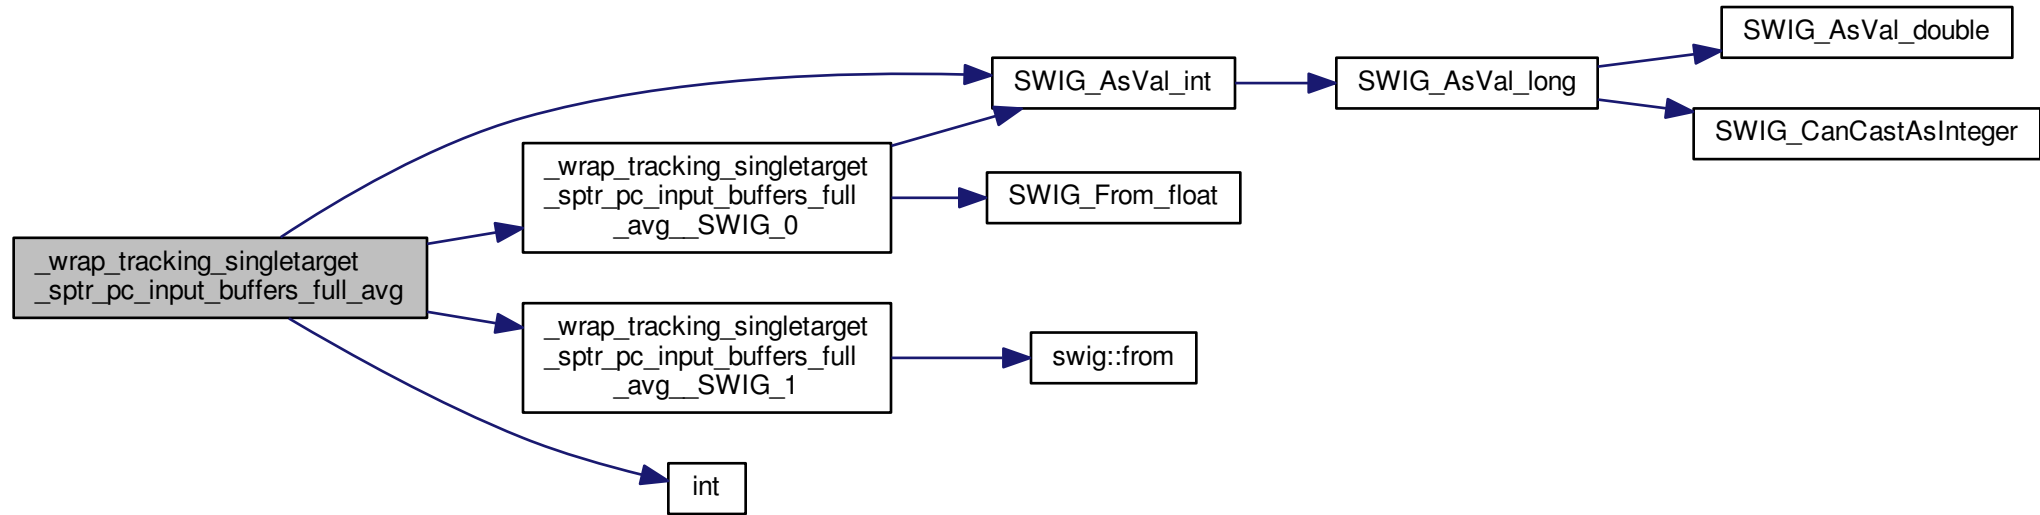 _wrap_tracking_singletarget
_sptr_pc_input_buffers_full_avg
_wrap_tracking_singletarget
_sptr_pc_input_buffers_full
_avg__SWIG_0
_wrap_tracking_singletarget
_sptr_pc_input_buffers_full
_avg__SWIG_1
int
SWIG_AsVal_int
SWIG_From_float
swig::from
SWIG_AsVal_long
SWIG_AsVal_double
SWIG_CanCastAsInteger